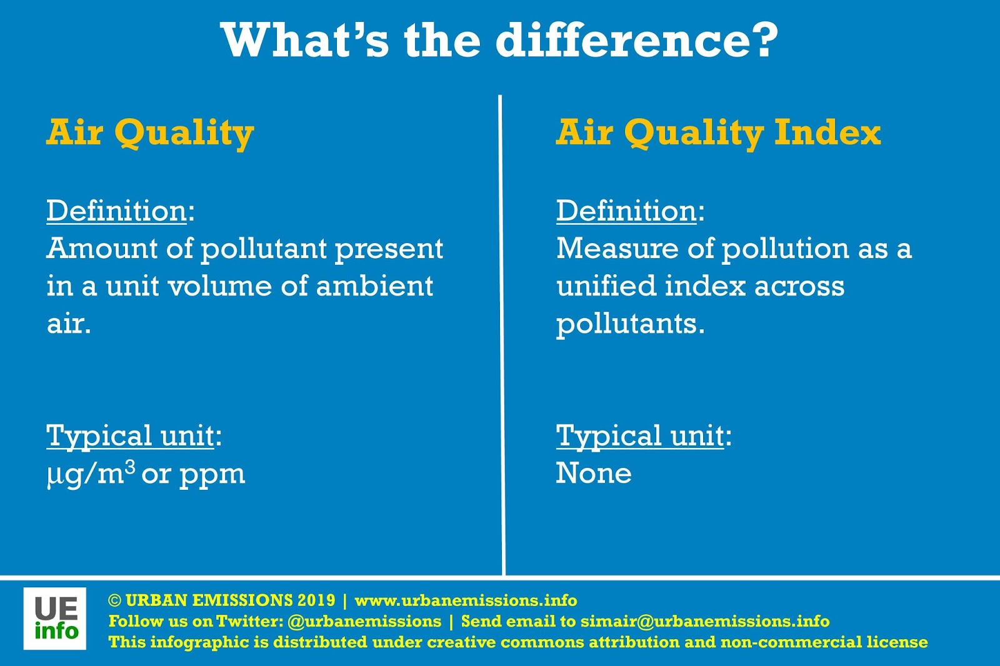 What’s the difference?
Air Quality
Definition:
Amount of pollutant present
in a unit volume of ambient
air.
Typical unit:
µg/m³ or ppm
Air Quality Index
Definition:
Measure of pollution as a
unified index across
pollutants.
Typical unit:
None
UE
info
© URBAN EMISSIONS 2019 | www.urbanemissions.info
Follow us on Twitter: @urbanemissions | Send email to simair@urbanemissions.info
This infographic is distributed under creative commons attribution and non-commercial license